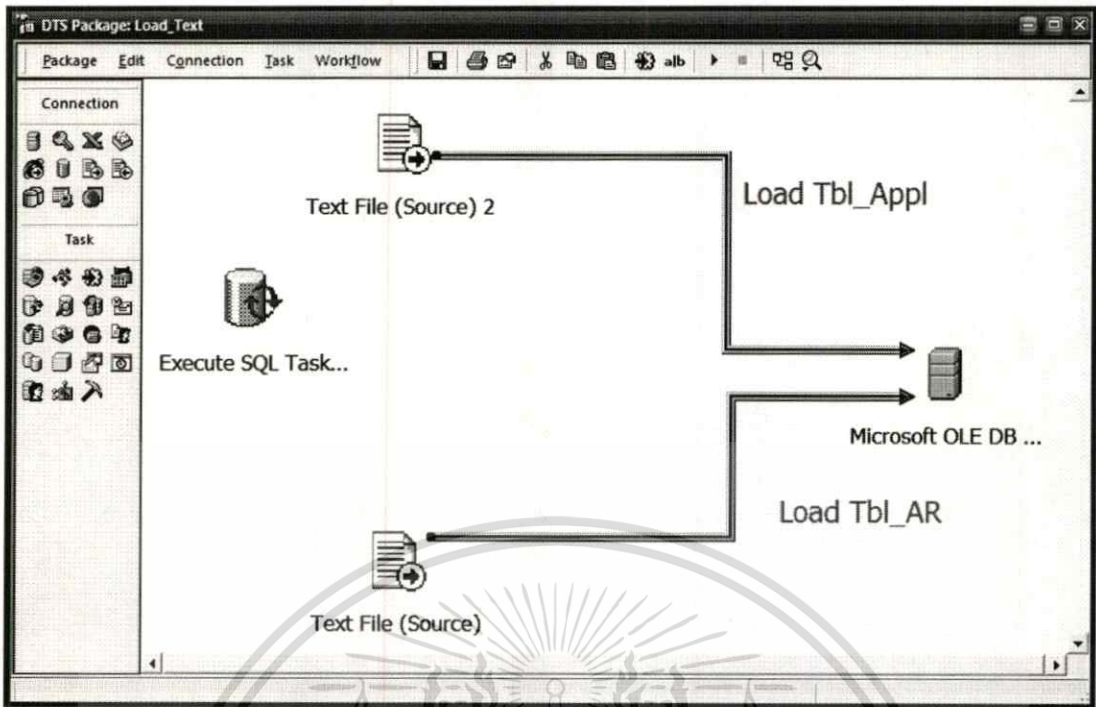 DTS Package: Load_Text
Package Edit Connection Task Workflow a|b
Connection
Task
Text File (Source) 2
Load Tbl_Appl
Execute SQL Task...
Microsoft OLE DB ...
Load Tbl_AR
Text File (Source)